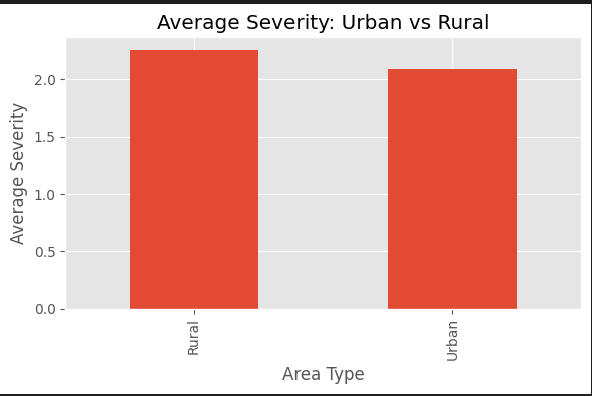 Average Severity: Urban vs Rural
Average Severity
2.0
1.5
1.0
0.5
0.0
Rural
Urban
Area Type